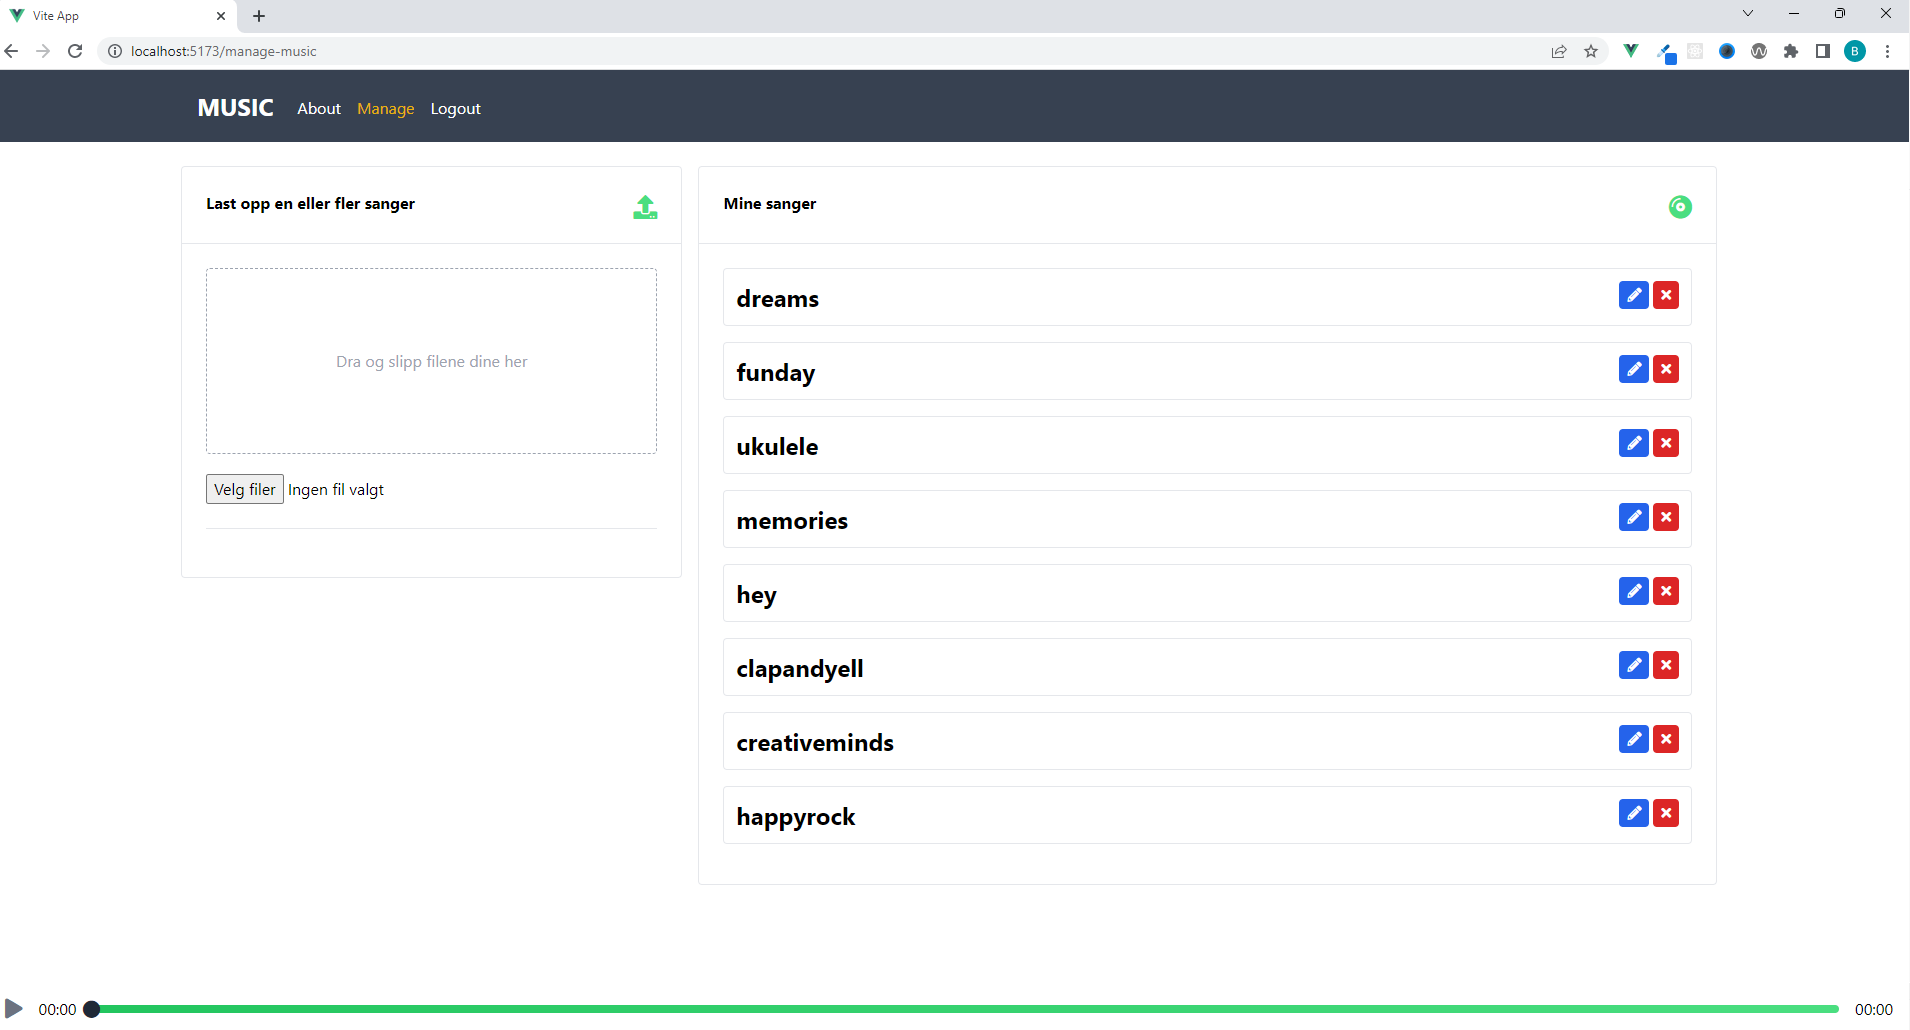 Vite App
localhost:5173/manage-music
B
MUSIC About Manage Logout
Last opp en eller fler sanger
Dra og slipp filene dine her
Velg filer Ingen fil valgt
Mine sanger
dreams
funday
ukulele
memories
hey
clapandyell
creativeminds
happyrock
00:00 00:00